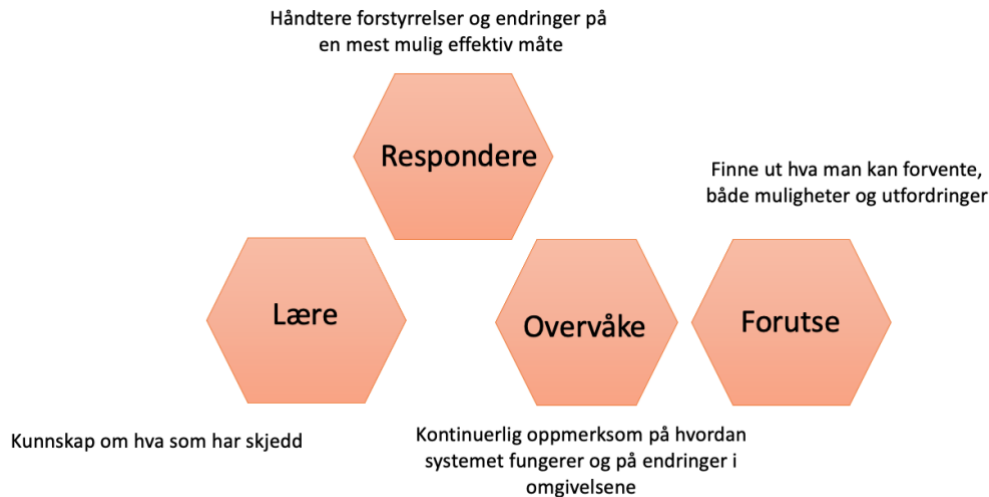 Håndtere forstyrrelser og endringer på
en mest mulig effektiv måte
Respondere
Finne ut hva man kan forvente,
både muligheter og utfordringer
Lære
Overvåke
Forutse
Kunnskap om hva som har skjedd
Kontinuerlig oppmerksom på hvordan
systemet fungerer og på endringer i
omgivelsene